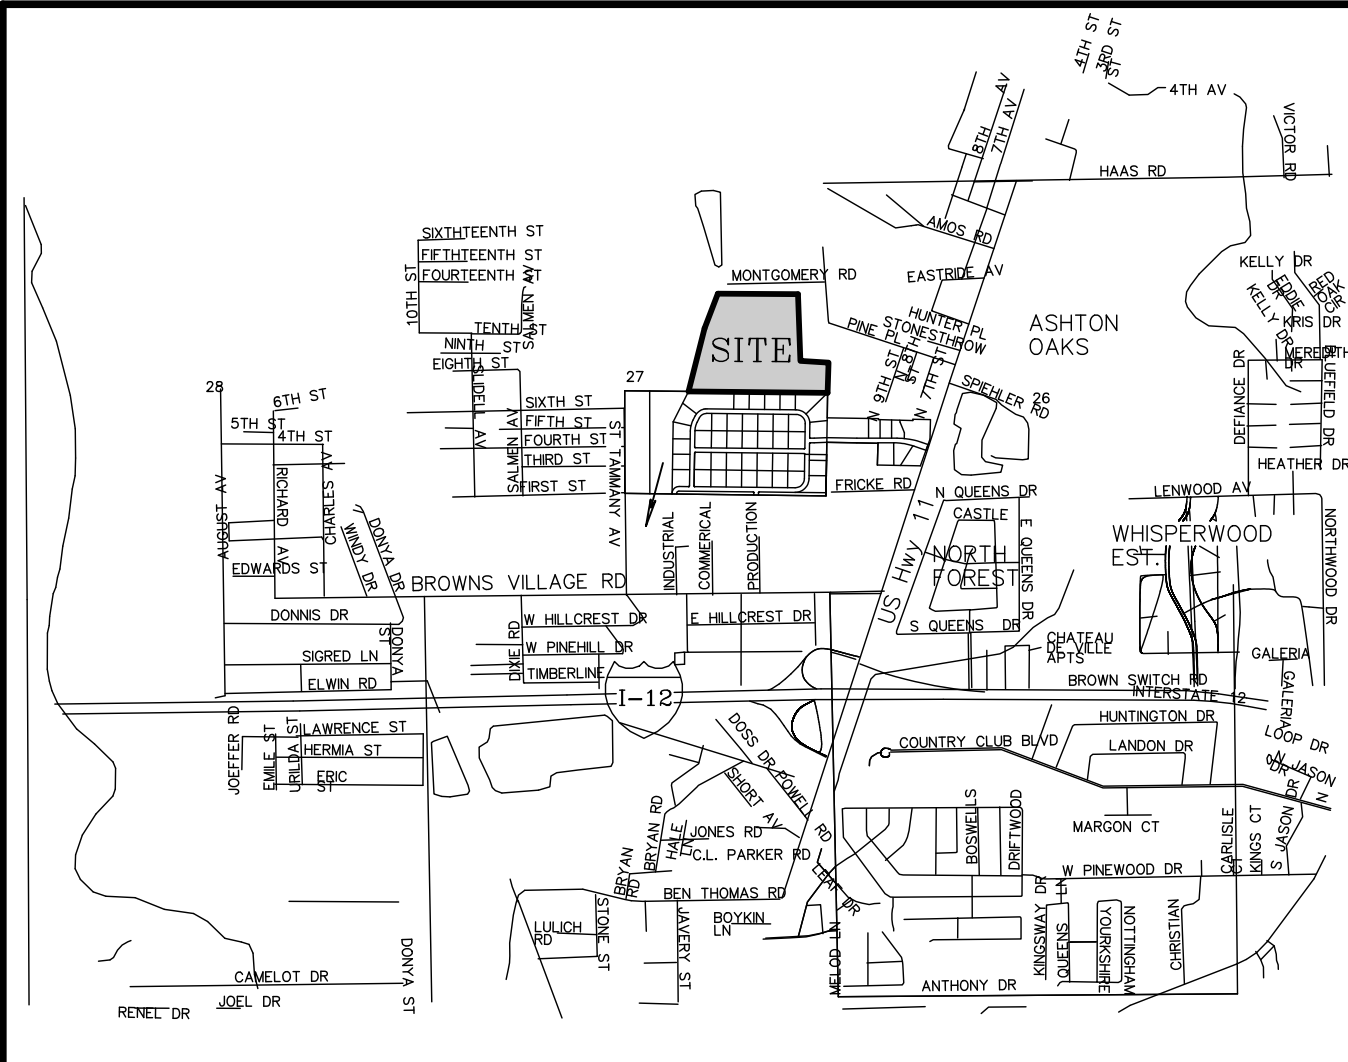 4TH ST
3RD ST
ST
8TH AV
7TH AV
4TH AV
VICTOR RD
HAAS RD
AMOS RD
SIXTHTEENTH ST
FIFTHTEENTH ST
FOURTEENTH ST
10TH ST
SALMEN AV
TENTH ST
NINTH ST
EIGHTH ST
SLIDELL AV
MONTGOMERY RD
EASTRIDE AV
HUNTER PL
STONESTHROW
PINE PL
ASHTON
OAKS
KELLY DR
EDDIE
DR
RED
OAK
CIR
KELLY DR
KRIS DR
MEREDITH
DR
BLUEFIELD DR
DEFIANCE DR
HEATHER DR
SITE
27
28
26
9TH ST
N 8TH
ST
N 7TH ST
N
SPIEHLER RD
6TH ST
5TH ST
4TH ST
SIXTH ST
FIFTH ST
FOURTH ST
THIRD ST
FIRST ST
SALMEN AV
ST TAMMANY AV
AUGUST AV
RICHARD AV
CHARLES AV
WINDY DR
DONYA DR
EDWARDS ST
FRICKE RD
INDUSTRIAL
COMMERICAL
PRODUCTION
N QUEENS DR
CASTLE
E QUEENS DR
NORTH
FOREST
US Hwy 11
LENWOOD AV
WHISPERWOOD
EST.
NORTHWOOD DR
BROWNS VILLAGE RD
DONNIS DR
DONYA
ST
SIGRED LN
ELWIN RD
W HILLCREST DR
E HILLCREST DR
W PINEHILL DR
DIXIE RD
TIMBERLINE
S QUEENS DR
CHATEAU
DE VILLE
APTS
GALERIA
GALERIA
BROWN SWITCH RD
INTERSTATE 12
I-12
JOEFFER RD
EMILE ST
URILDA ST
LAWRENCE ST
HERMIA ST
ERIC
ST
DOSS DR
POWELL RD
SHORT AV
COUNTRY CLUB BLVD
HUNTINGTON DR
LANDON DR
LOOP DR
N JASON
DR
S JASON DR
N
MARGON CT
BRYAN RD
HALE
LN
JONES RD
C.L. PARKER RD
BRYAN
RD
BEN THOMAS RD
LEAF DR
BOSWELLS
DRIFTWOOD
CARLISLE
CT
KINGS CT
W PINEWOOD DR
LULICH
RD
STONE ST
JAVERY ST
BOYKIN
LN
KINGSWAY DR
QUEENS LN
YOURKSHIRE
NOTTINGHAM
CHRISTIAN
ANTHONY DR
DONYA ST
CAMELOT DR
JOEL DR
RENEL DR